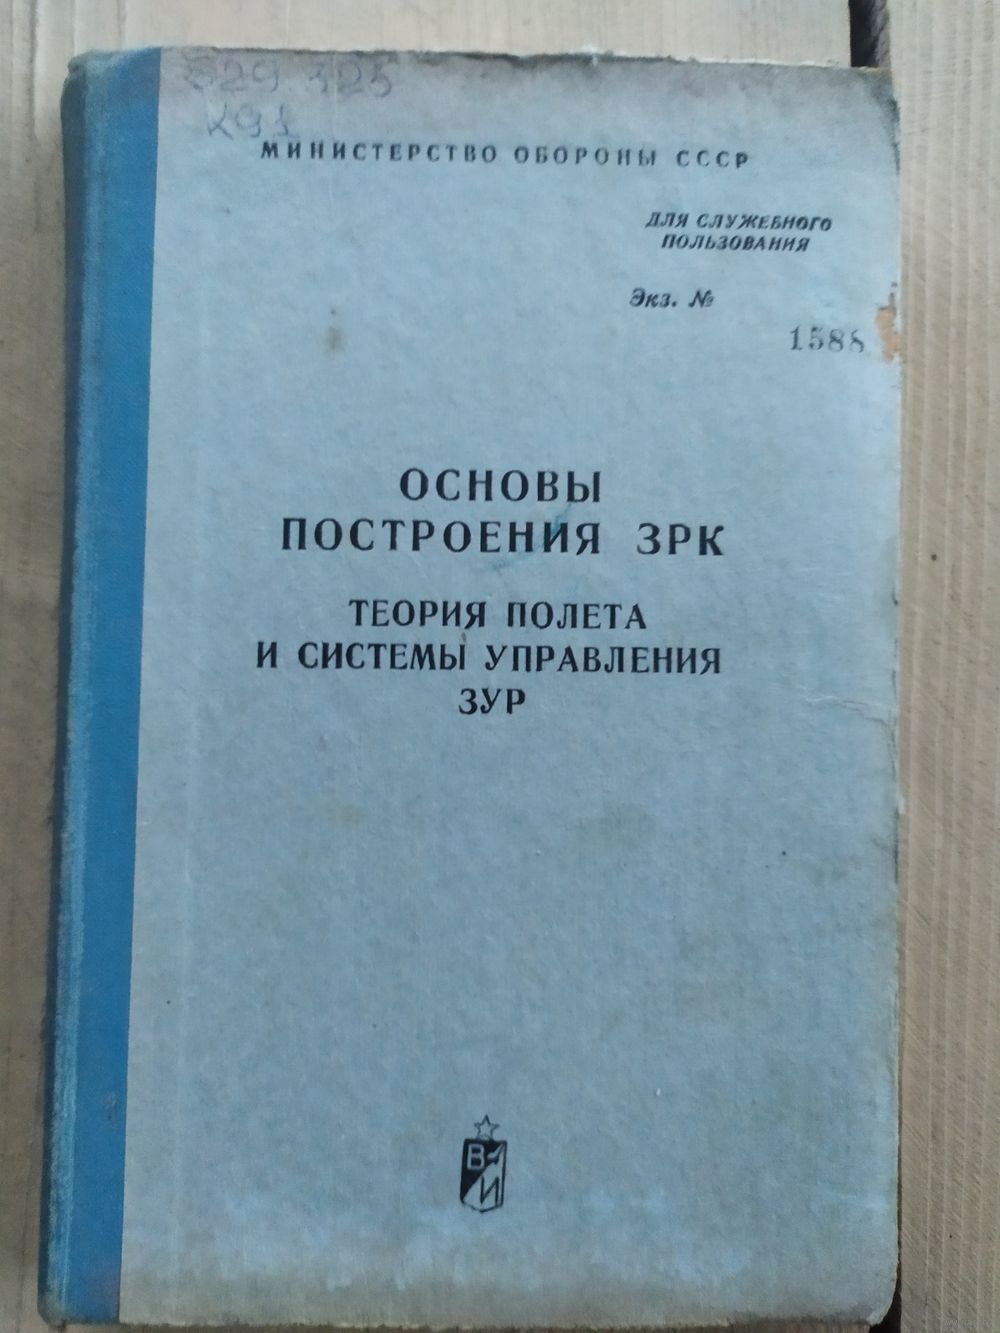 629.325
К91
МИНИСТЕРСТВО ОБОРОНЫ СССР
ДЛЯ СЛУЖЕБНОГО
ПОЛЬЗОВАНИЯ
Экз. №
1588
ОСНОВЫ
ПОСТРОЕНИЯ ЗРК
ТЕОРИЯ ПОЛЕТА
И СИСТЕМЫ УПРАВЛЕНИЯ
ЗУР
В
И